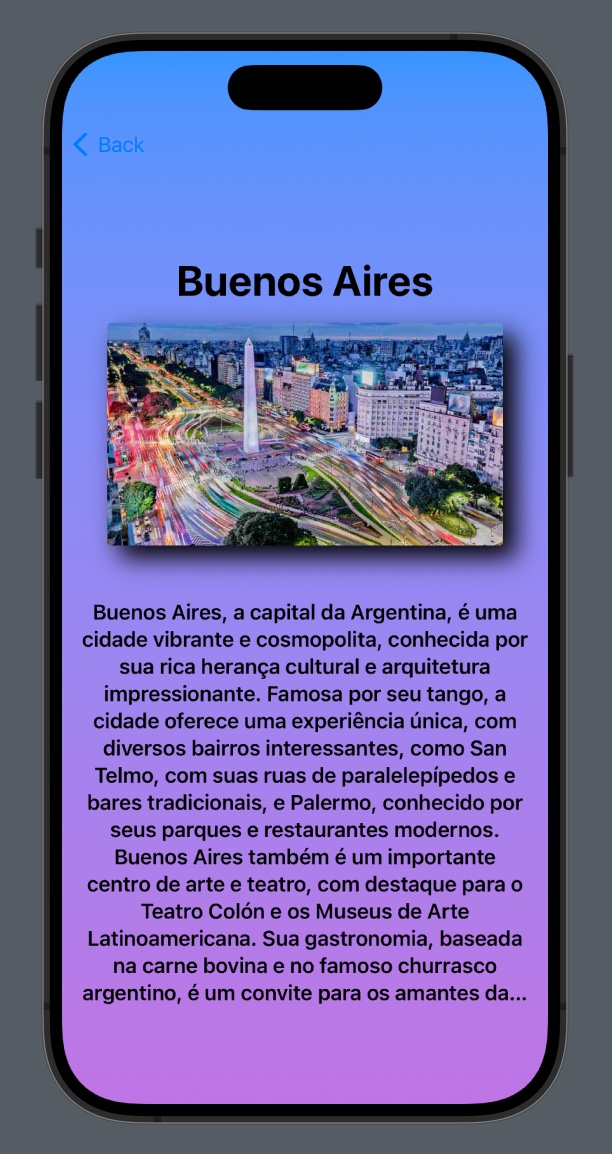 Back
Buenos Aires
Buenos Aires, a capital da Argentina, é uma
cidade vibrante e cosmopolita, conhecida por
sua rica herança cultural e arquitetura
impressionante. Famosa por seu tango, a
cidade oferece uma experiência única, com
diversos bairros interessantes, como San
Telmo, com suas ruas de paralelepípedos e
bares tradicionais, e Palermo, conhecido por
seus parques e restaurantes modernos.
Buenos Aires também é um importante
centro de arte e teatro, com destaque para o
Teatro Colón e os Museus de Arte
Latinoamericana. Sua gastronomia, baseada
na carne bovina e no famoso churrasco
argentino, é um convite para os amantes da...